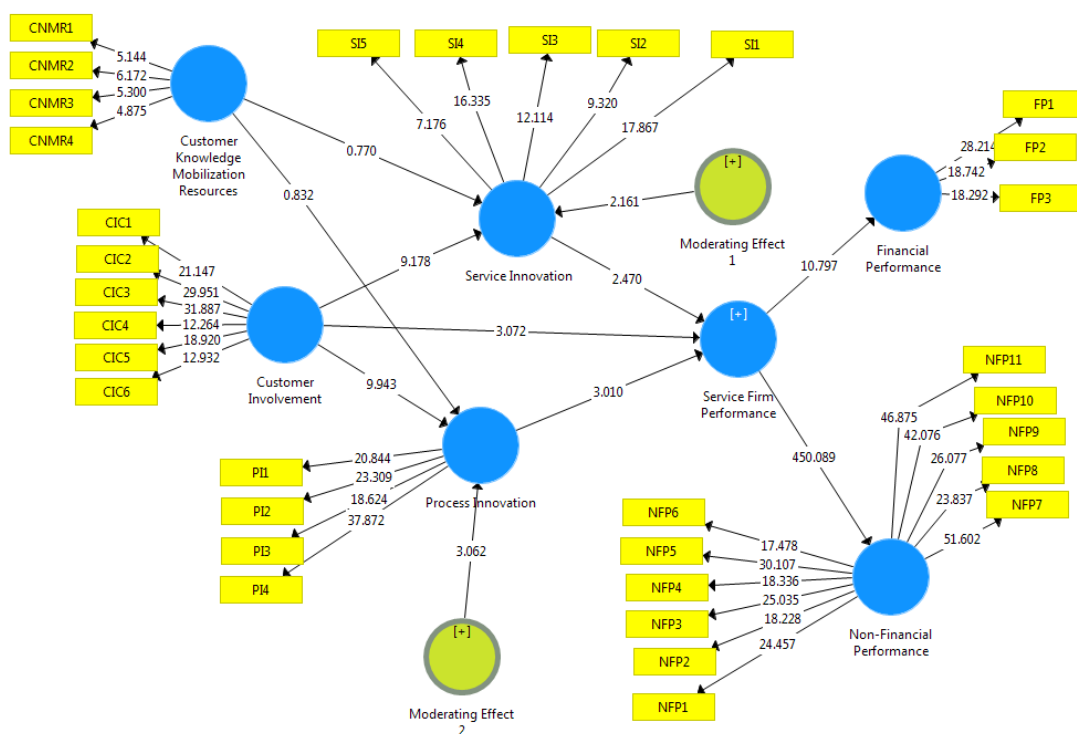 CNMR1
CNMR2
CNMR3
CNMR4
5.144
6.172
5.300
4.875
Customer
Knowledge
Mobilization
Resources
SI5
SI4
SI3
SI2
SI1
7.176
16.335
12.114
9.320
17.867
0.770
0.832
[+]
2.161
Moderating Effect
1
Service Innovation
FP1
FP2
FP3
28.214
18.742
18.292
Financial
Performance
10.797
CIC1
CIC2
CIC3
CIC4
CIC5
CIC6
21.147
29.951
31.887
12.264
18.920
12.932
Customer
Involvement
9.178
3.072
9.943
2.470
3.010
[+]
Service Firm
Performance
450.089
PI1
PI2
PI3
PI4
20.844
23.309
18.624
37.872
Process Innovation
3.062
[+]
Moderating Effect
2
NFP11
NFP10
NFP9
NFP8
NFP7
46.875
42.076
26.077
23.837
51.602
NFP6
NFP5
NFP4
NFP3
NFP2
NFP1
17.478
30.107
18.336
25.035
18.228
24.457
Non-Financial
Performance